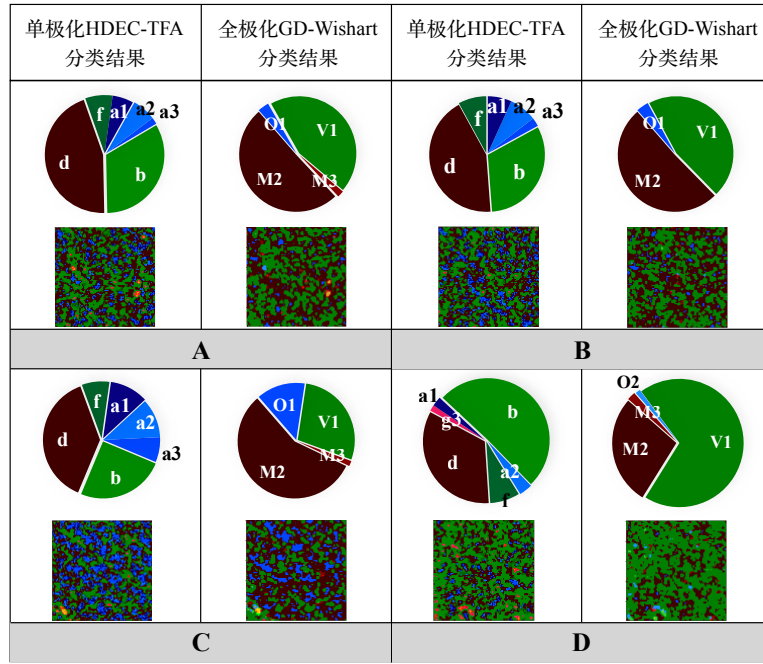 单极化HDEC-TFA
分类结果
全极化GD-Wishart
分类结果
单极化HDEC-TFA
分类结果
全极化GD-Wishart
分类结果
f
a1
a2
a3
d
b
O1
V1
M2
M3
f
a1
a2
a3
d
b
O1
V1
M2
A
B
f
a1
a2
a3
d
b
O1
V1
M2
M3
a1
g3
b
d
a2
f
O2
M3
M2
V1
C
D